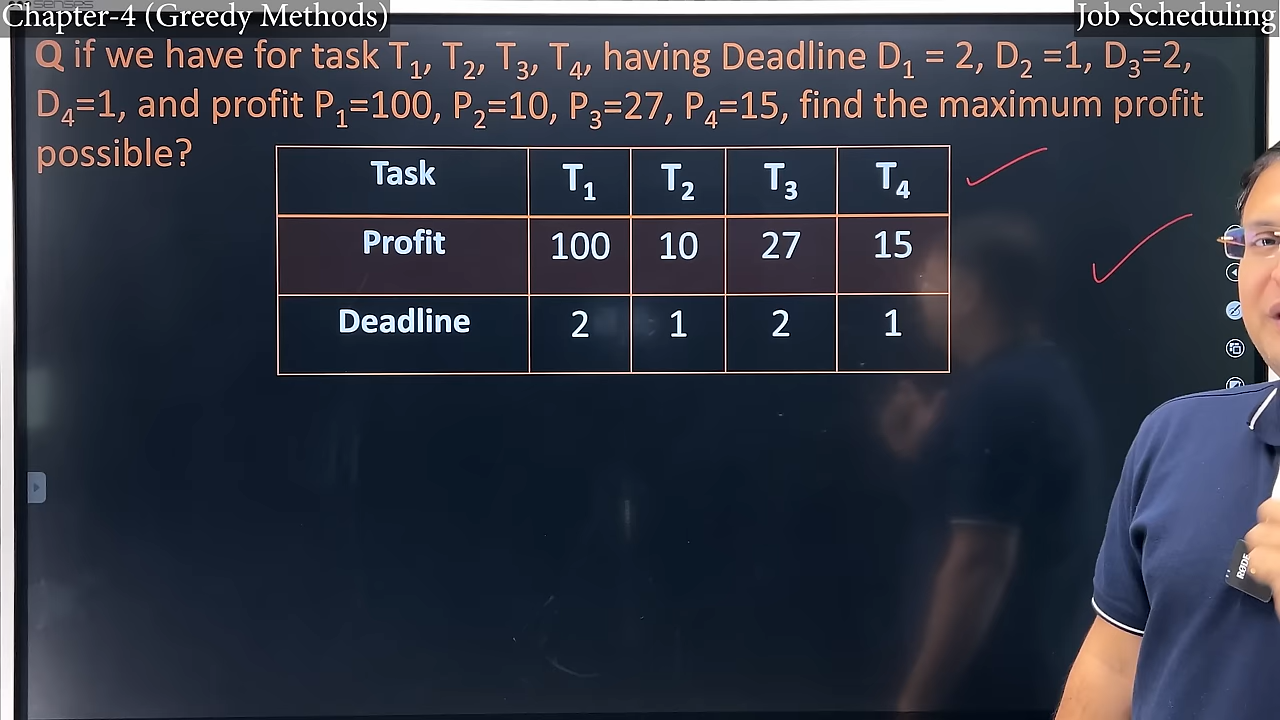 Chapter-4 (Greedy Methods)
Job Scheduling
Q if we have for task T₁, T₂, T₃, T₄, having Deadline D₁ = 2, D₂ =1, D₃=2,
D₄=1, and profit P₁=100, P₂=10, P₃=27, P₄=15, find the maximum profit
possible?
Task T₁ T₂ T₃ T₄
Profit 100 10 27 15
Deadline 2 1 2 1
RØDE